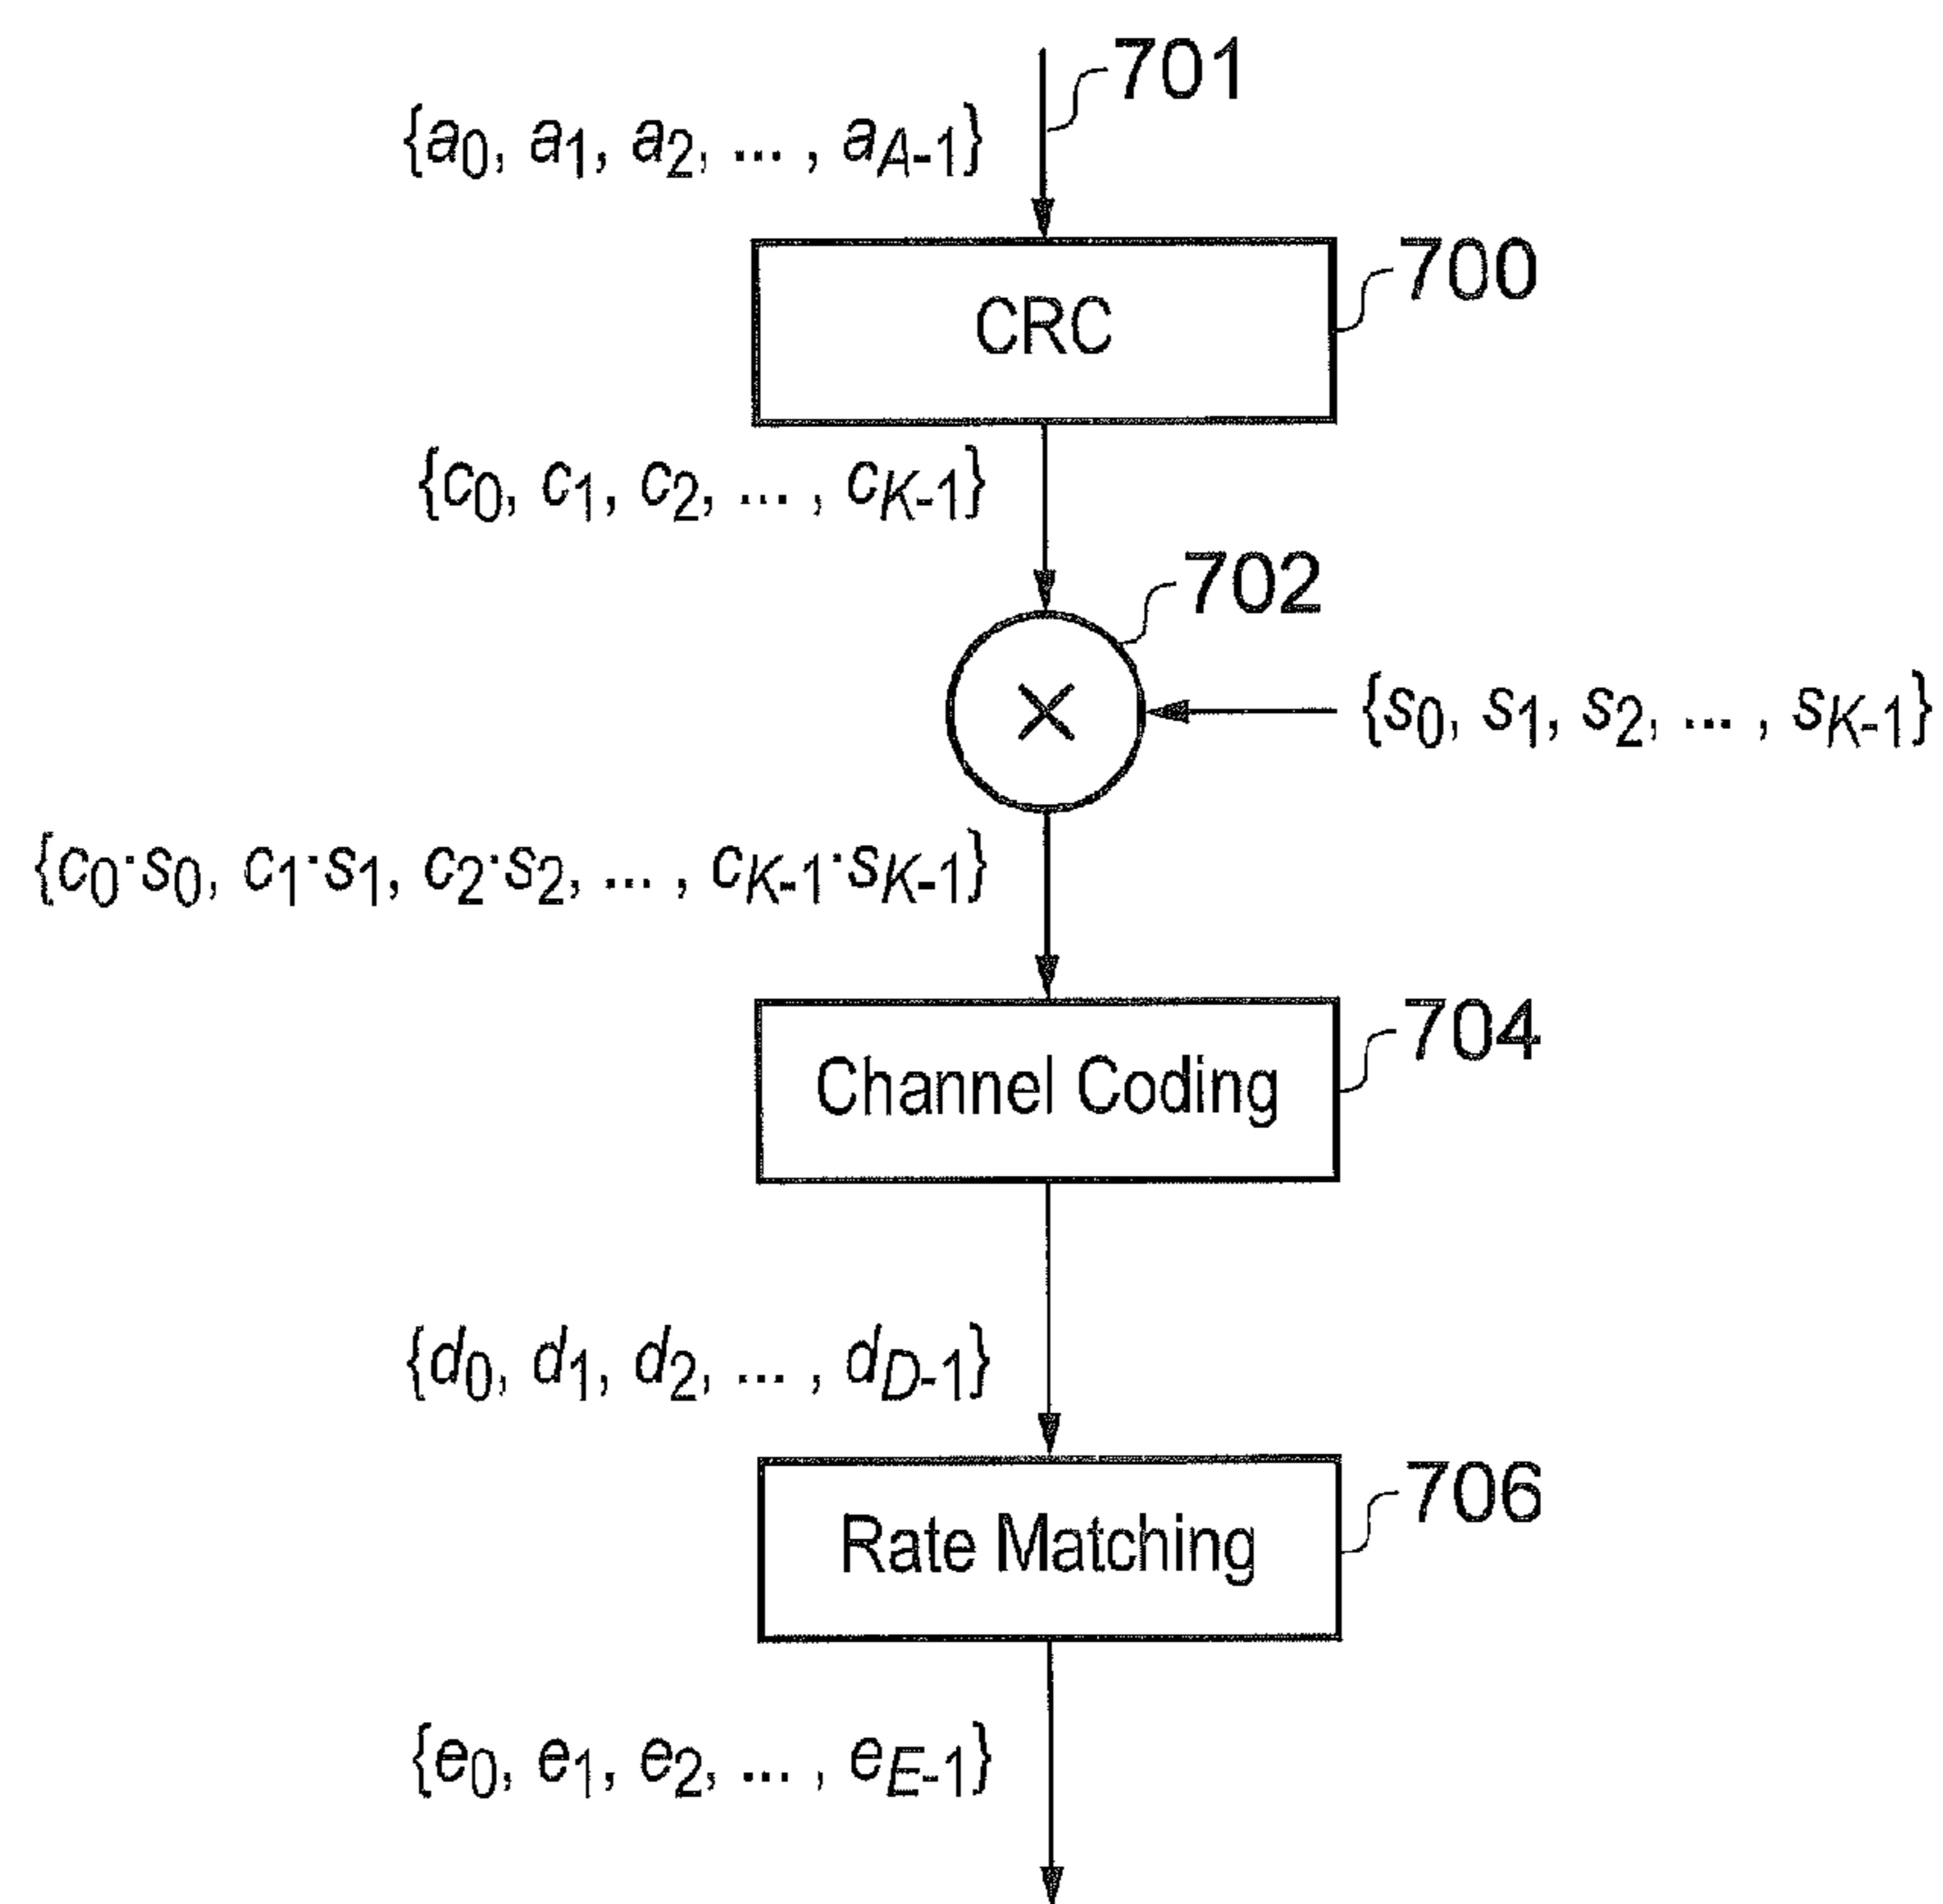 701
{a0, a1, a2, ... , aA-1}
700
CRC
{c0, c1, c2, ... , cK-1}
702
{s0, s1, s2, ... , sK-1}
{c0·s0, c1·s1, c2·s2, ... , cK-1·sK-1}
704
Channel Coding
{d0, d1, d2, ... , dD-1}
706
Rate Matching
{e0, e1, e2, ... , eE-1}